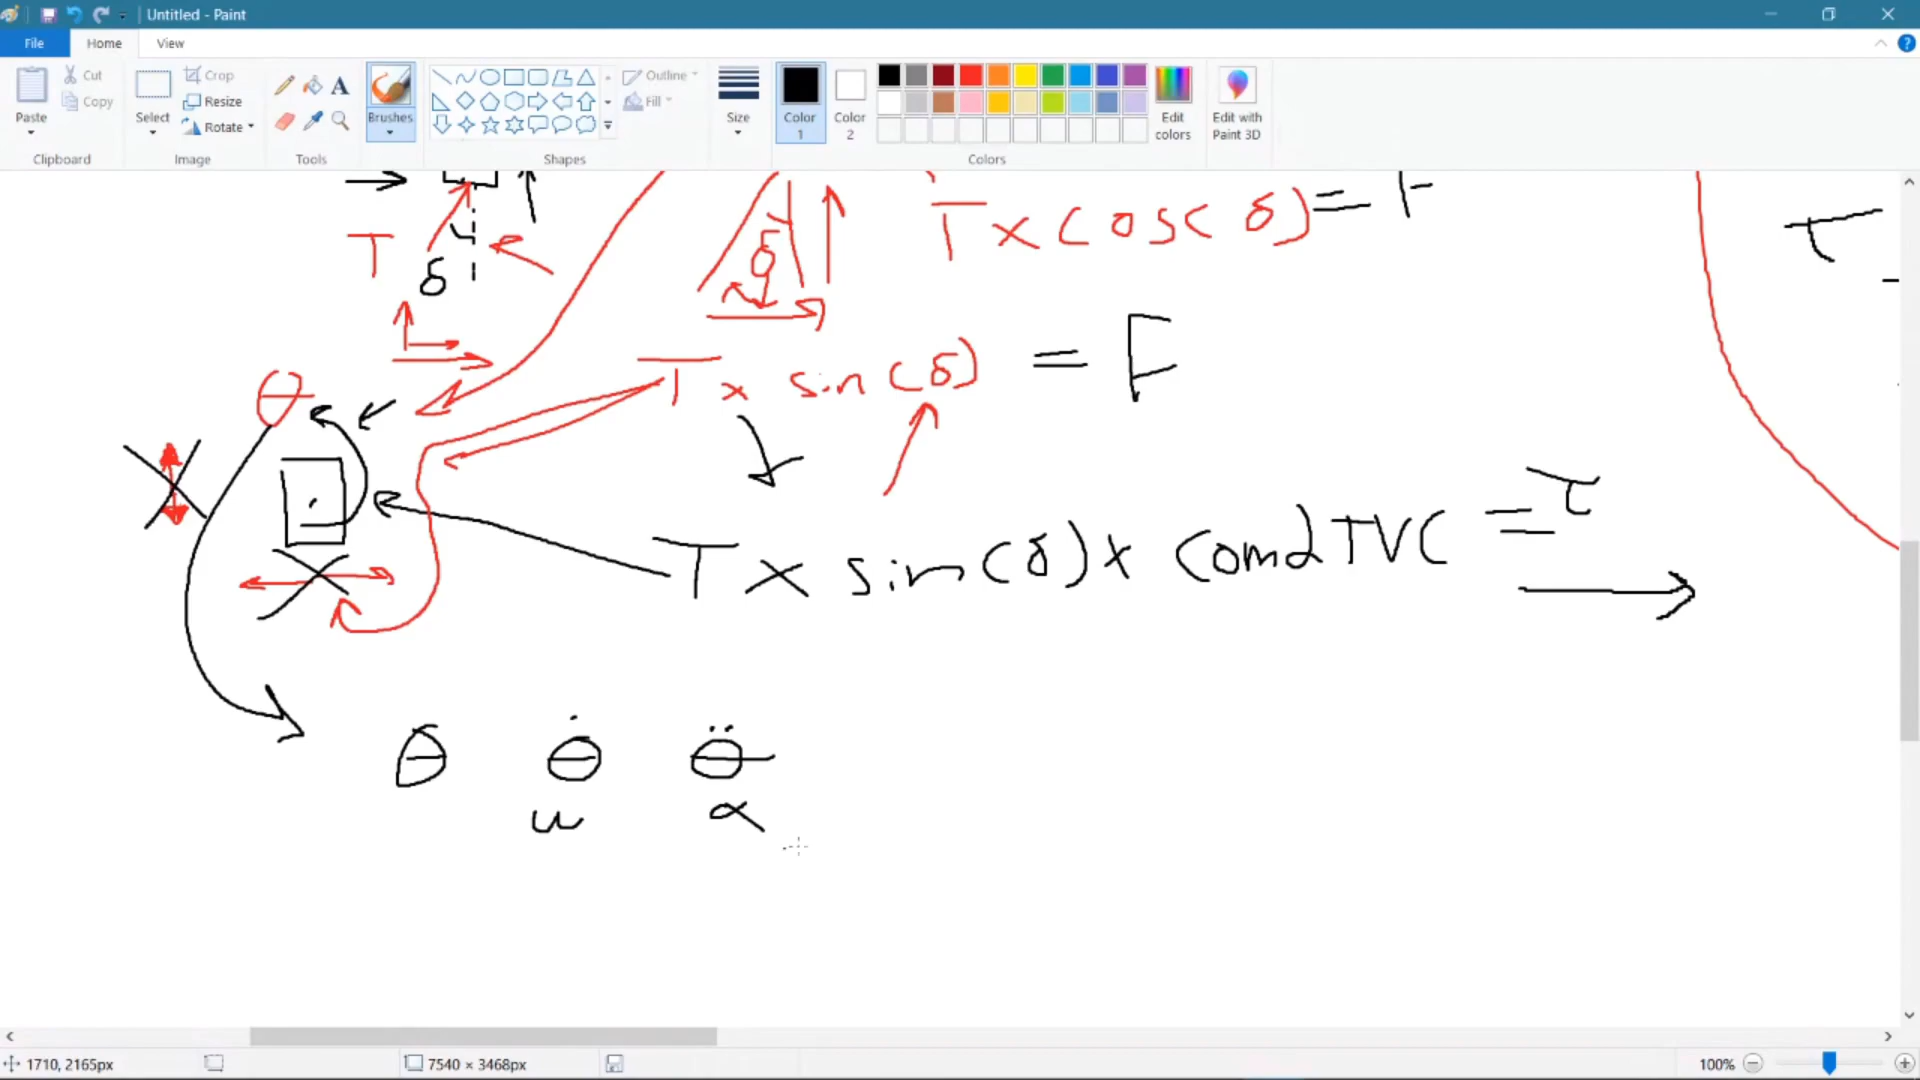 Untitled - Paint
File Home View
Paste Cut Copy Clipboard
Select Crop Resize Rotate Image
Tools
Brushes
Outline Fill Shapes
Size
Color 1 Color 2 Edit colors Edit with Paint 3D
Colors
T x cos(δ) = F
T δ δ
τ
T x sin(δ) = F
θ
T x sin(δ) x com2TVC = τ
θ θ̇ θ̈
ω α
1710, 2165px 7540 × 3468px 100%